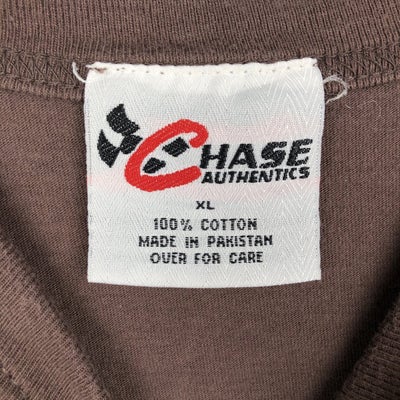 CHASE
AUTHENTICS
XL
100% COTTON
MADE IN PAKISTAN
OVER FOR CARE